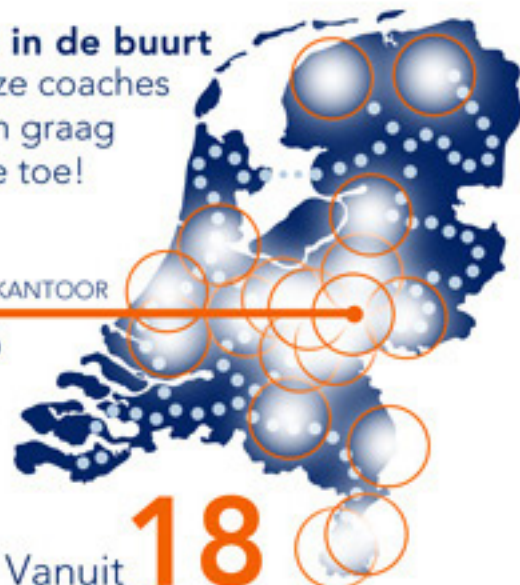 in de buurt
ze coaches
n graag
e toe!
KANTOOR
Vanuit 18